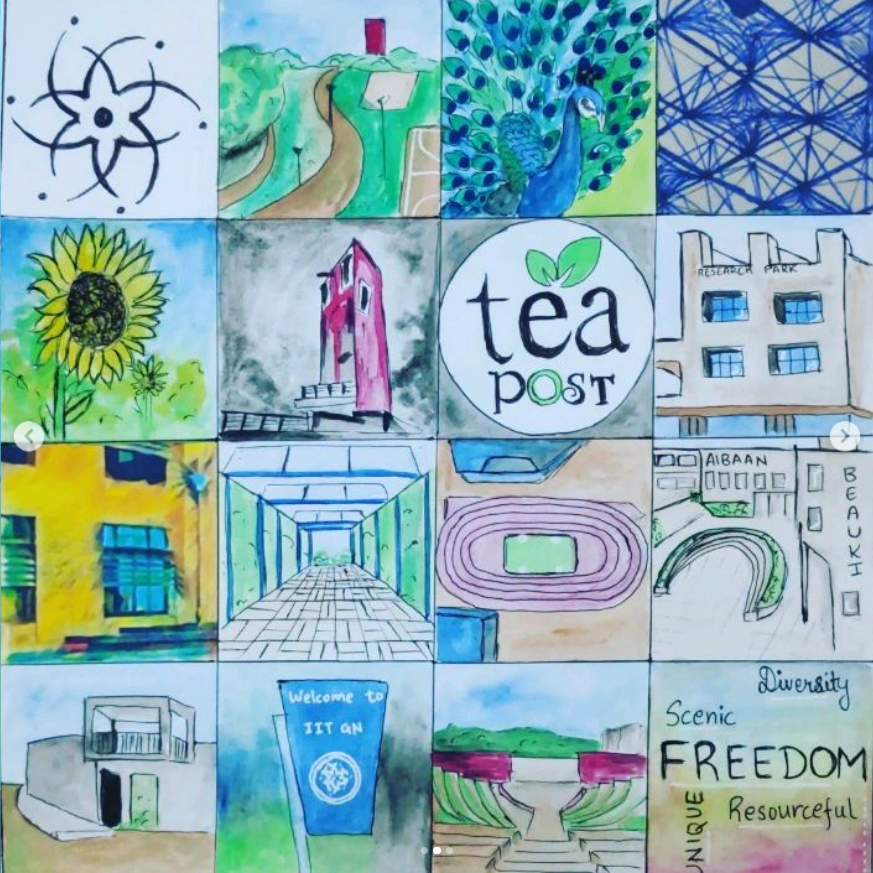 tea
post
RESEARCH PARK
AIBAAN
BEAUKI
Welcome to
IIT GN
Diversity
Scenic
FREEDOM
UNIQUE
Resourceful